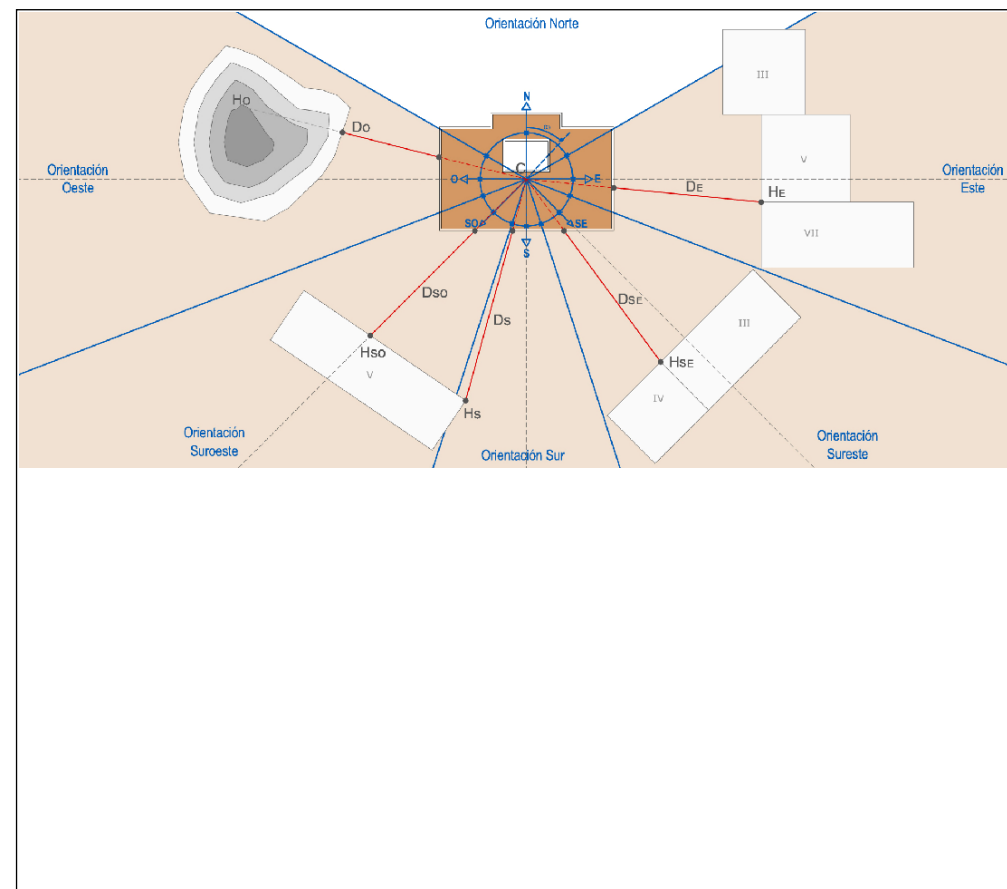 Orientación Norte
III
Ho
N
Do
Orientación
Oeste
V
C
Orientación
Este
O
E
DE
HE
SO
SE
S
VII
Dso
Ds
DSE
III
Hso
HSE
V
IV
Hs
Orientación
Suroeste
Orientación Sur
Orientación
Sureste